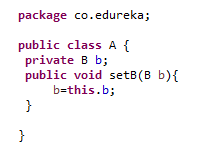 package co.edureka;
public class A {
private B b;
public void setB(B b){
b=this.b;
}
}